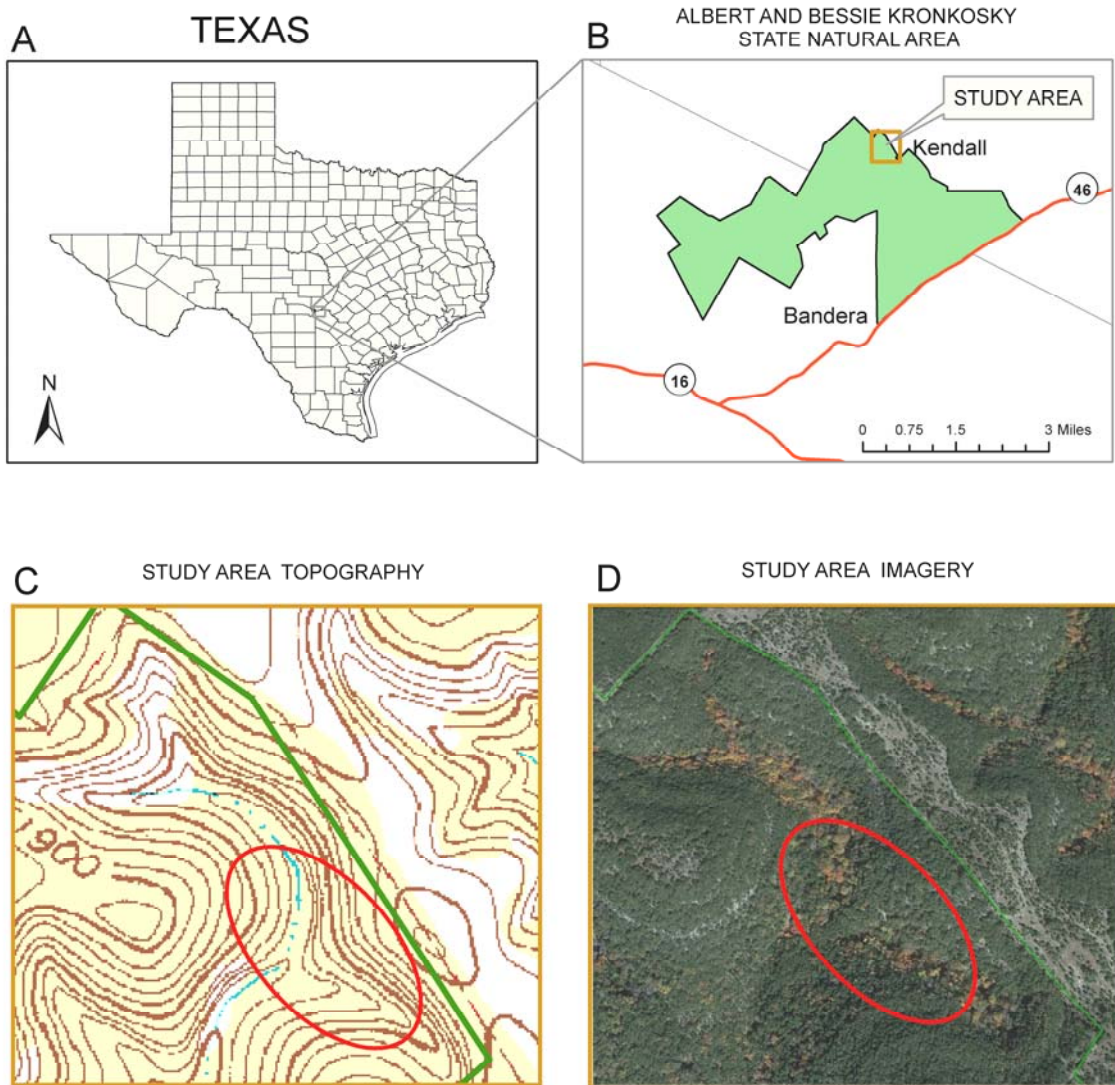 A
TEXAS
N
B
ALBERT AND BESSIE KRONKOSKY
STATE NATURAL AREA
STUDY AREA
Kendall
46
Bandera
16
0 0.75 1.5 3 Miles
C
STUDY AREA TOPOGRAPHY
1900
D
STUDY AREA IMAGERY